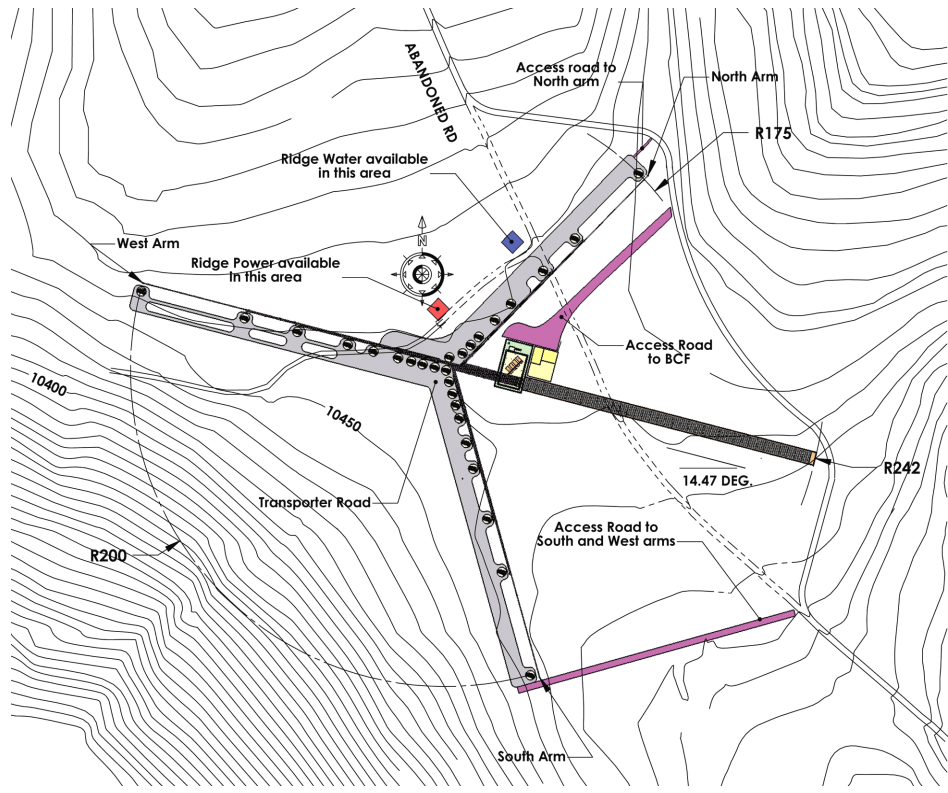 ABANDONED RD
Access road to
North arm
North Arm
R175
Ridge Water available
in this area
West Arm
N
Ridge Power available
in this area
Access Road
to BCF
10400
10450
R242
14.47 DEG.
Transporter Road
Access Road to
South and West arms
R200
South Arm